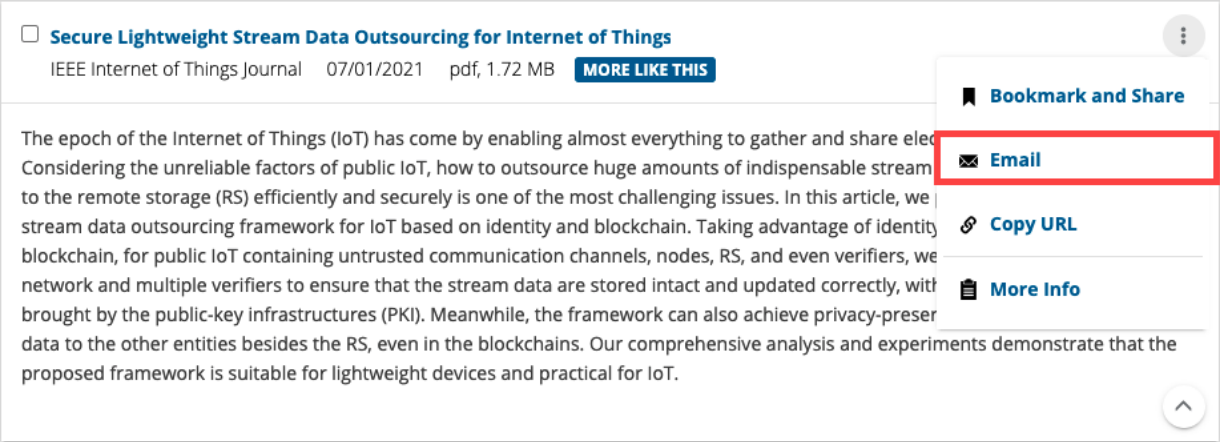 Secure Lightweight Stream Data Outsourcing for Internet of Things
IEEE Internet of Things Journal 07/01/2021 pdf, 1.72 MB MORE LIKE THIS
Bookmark and Share
Email
Copy URL
More Info
The epoch of the Internet of Things (IoT) has come by enabling almost everything to gather and share
Considering the unreliable factors of public IoT, how to outsource huge amounts of indispensable stream
to the remote storage (RS) efficiently and securely is one of the most challenging issues. In this article, we
stream data outsourcing framework for IoT based on identity and blockchain. Taking advantage of identity
blockchain, for public IoT containing untrusted communication channels, nodes, RS, and even verifiers, we
network and multiple verifiers to ensure that the stream data are stored intact and updated correctly,
brought by the public-key infrastructures (PKI). Meanwhile, the framework can also achieve
data to the other entities besides the RS, even in the blockchains. Our comprehensive analysis and experiments demonstrate that the
proposed framework is suitable for lightweight devices and practical for IoT.